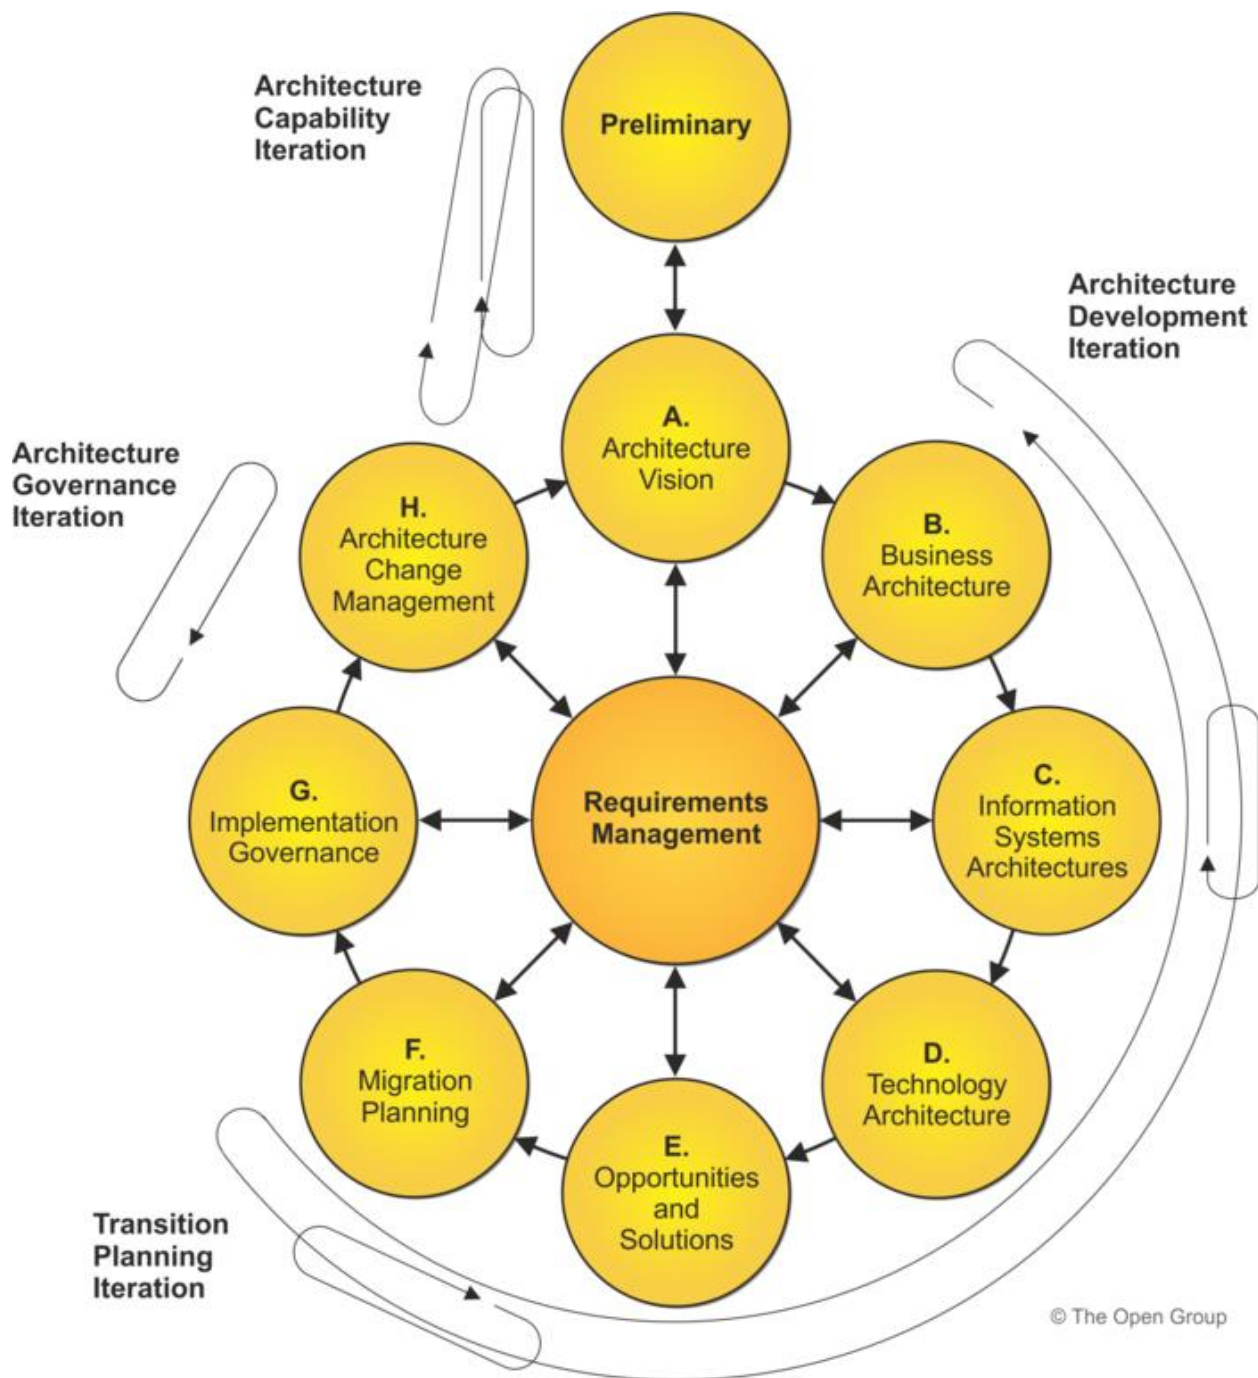 Architecture
Capability
Iteration
Preliminary
Architecture
Development
Iteration
A.
Architecture
Vision
Architecture
Governance
Iteration
H.
Architecture
Change
Management
B.
Business
Architecture
G.
Implementation
Governance
Requirements
Management
C.
Information
Systems
Architectures
F.
Migration
Planning
D.
Technology
Architecture
E.
Opportunities
and
Solutions
Transition
Planning
Iteration
© The Open Group